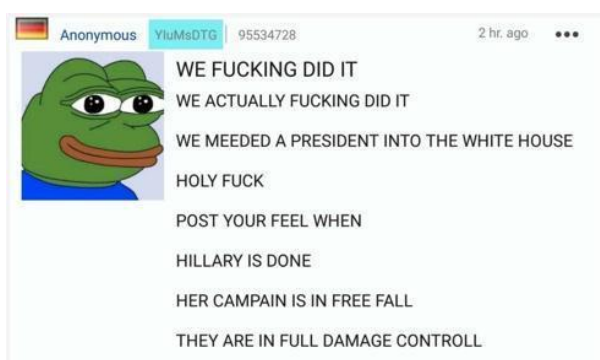 Anonymous YIuMsDTG 95534728 2 hr. ago
WE FUCKING DID IT
WE ACTUALLY FUCKING DID IT
WE MEEDED A PRESIDENT INTO THE WHITE HOUSE
HOLY FUCK
POST YOUR FEEL WHEN
HILLARY IS DONE
HER CAMPAIN IS IN FREE FALL
THEY ARE IN FULL DAMAGE CONTROLL